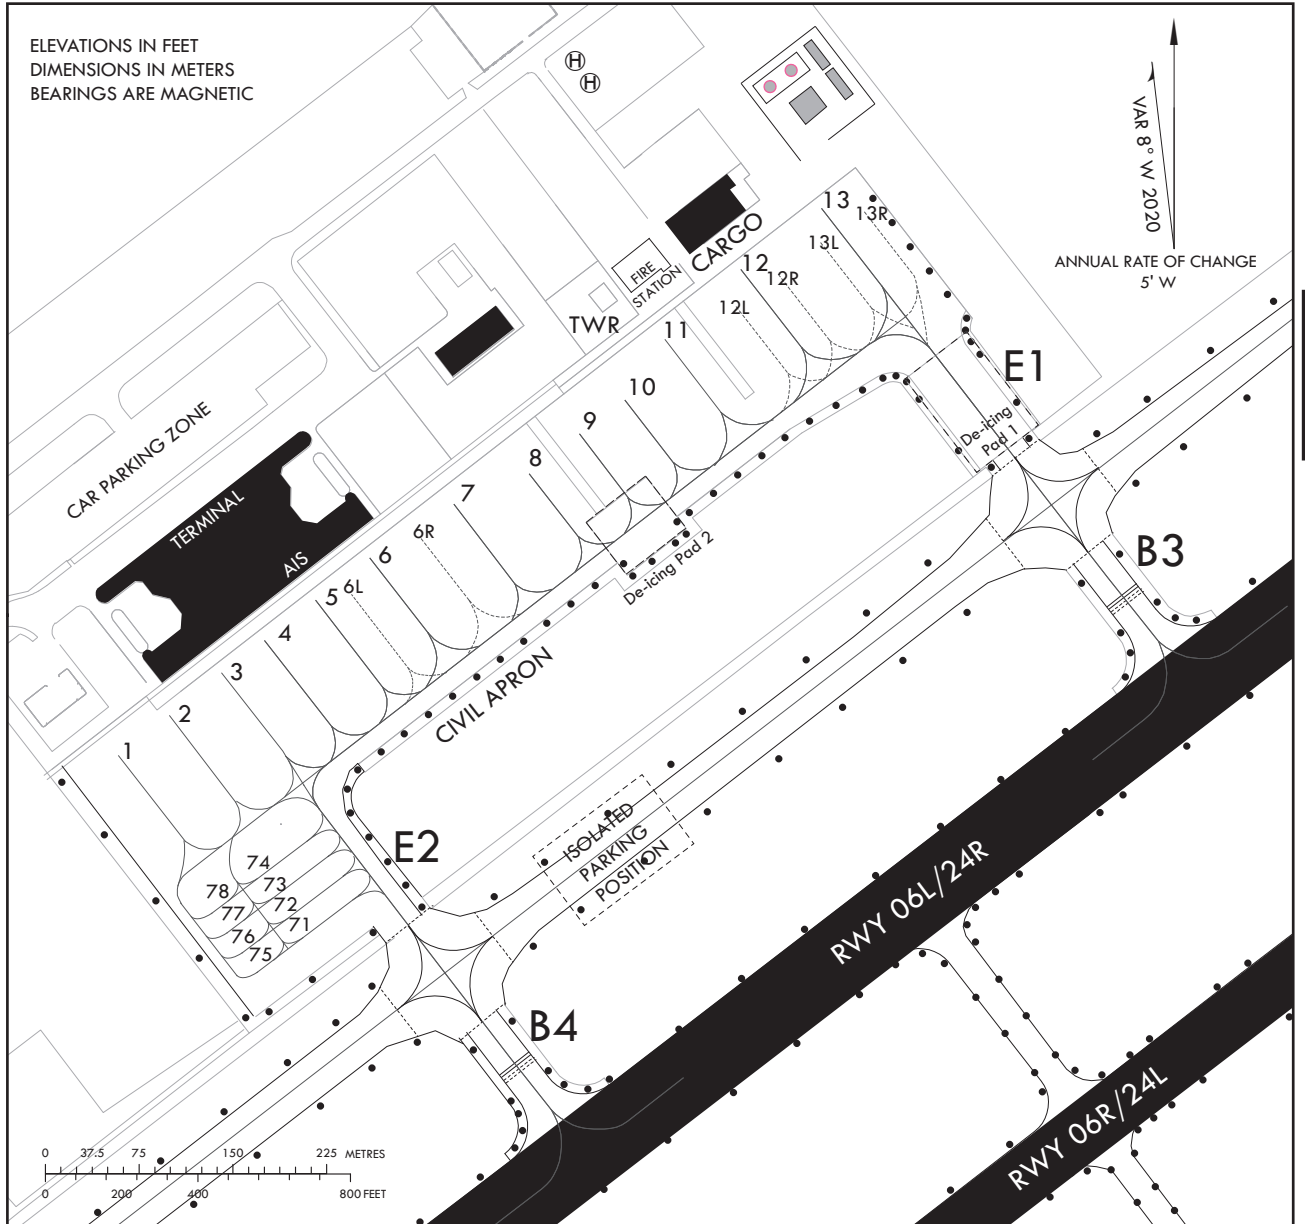 ELEVATIONS IN FEET
DIMENSIONS IN METERS
BEARINGS ARE MAGNETIC
H
H
VAR 8° W 2020
ANNUAL RATE OF CHANGE
5' W
13
13R
13L
CARGO
FIRE
STATION
TWR
12
12R
12L
11
10
9
8
7
6R
6
6L
5
4
3
2
1
E1
De-icing
Pad 1
B3
CAR PARKING ZONE
TERMINAL
AIS
De-icing Pad 2
CIVIL APRON
E2
ISOLATED
PARKING
POSITION
74
78
73
77
72
76
71
75
B4
RWY 06L/24R
RWY 06R/24L
0 37.5 75 150 225 METRES
0 200 400 800 FEET